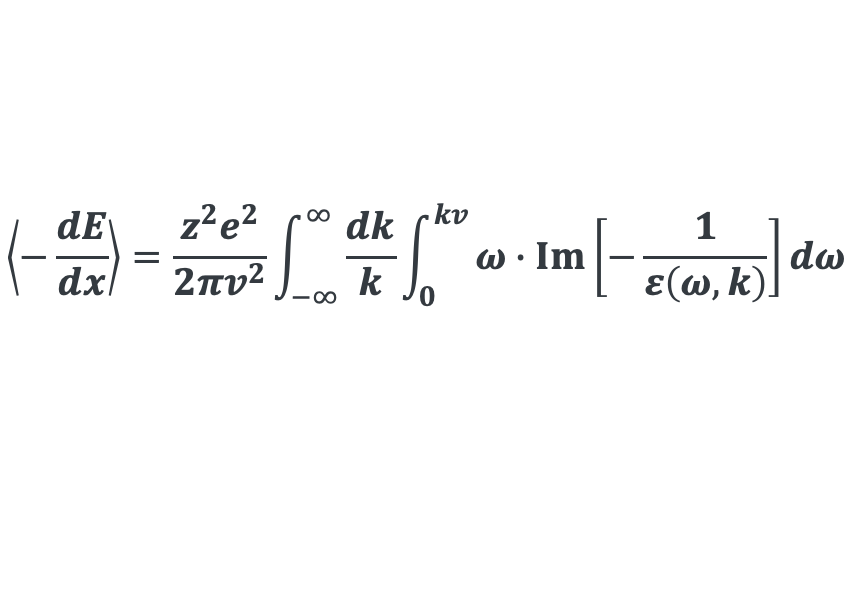 ⟨−dE/dx⟩ = z²e²/2πv² ∫_{−∞}^{∞} dk/k ∫_{0}^{kv} ω · Im [−1/ε(ω, k)] dω